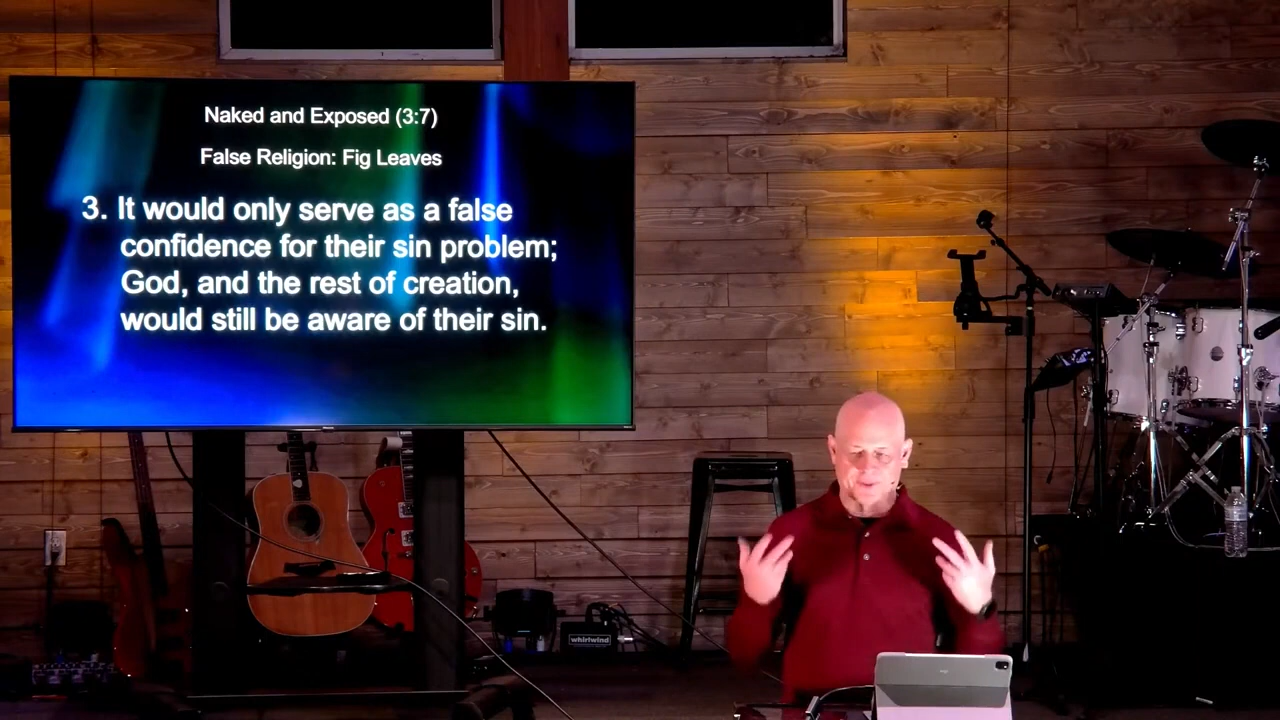 Naked and Exposed (3:7)
False Religion: Fig Leaves
3. It would only serve as a false
confidence for their sin problem;
God, and the rest of creation,
would still be aware of their sin.
whirlwind